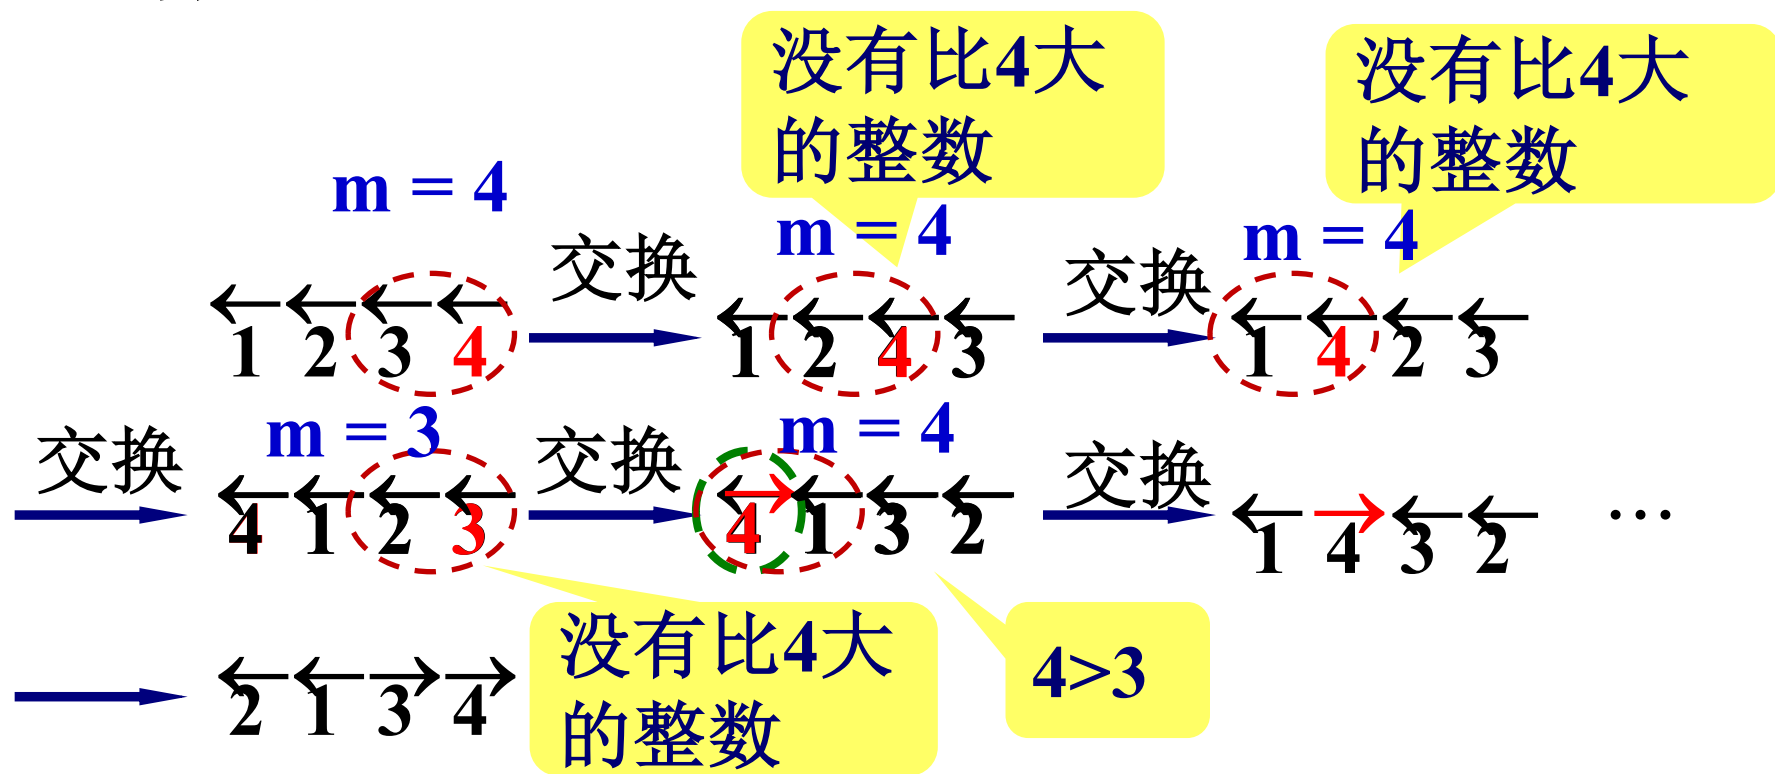 没有比4大
的整数
没有比4大
的整数
m = 4
交换
m = 4
交换
m = 4
← ← ← ←
1 2 3 4
← ← ← ←
1 2 4 3
← ← ← ←
1 4 2 3
交换
m = 3
交换
m = 4
交换
← ← ← ←
4 1 2 3
→ ← ← ←
4 1 3 2
← → ← ←
1 4 3 2
…
没有比4大
的整数
4>3
← ← → →
2 1 3 4